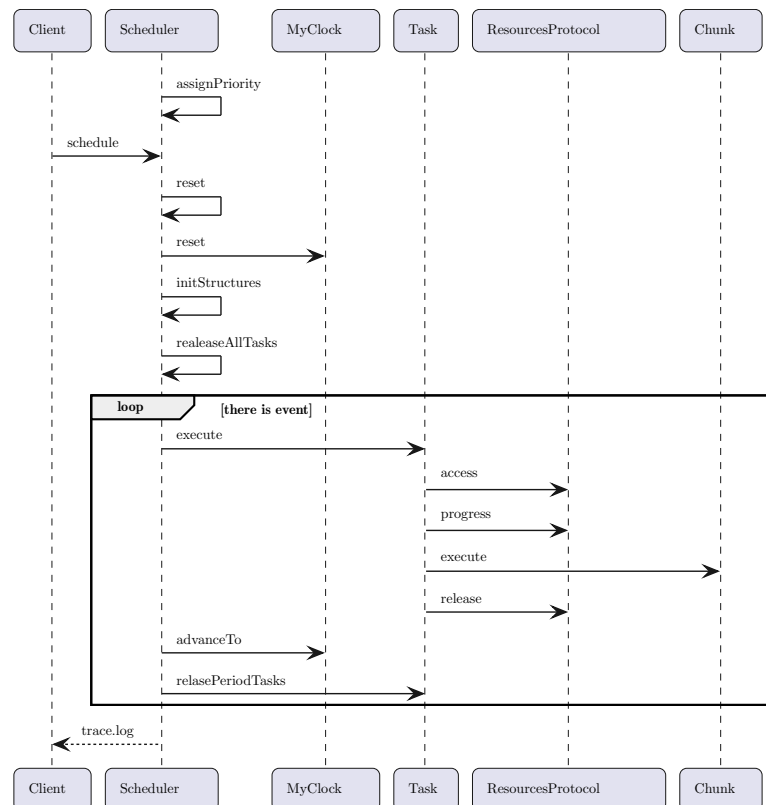 Client Scheduler MyClock Task ResourcesProtocol Chunk
assignPriority
schedule
reset
reset
initStructures
realeaseAllTasks
loop [there is event]
execute
access
progress
execute
release
advanceTo
relasePeriodTasks
trace.log
Client Scheduler MyClock Task ResourcesProtocol Chunk